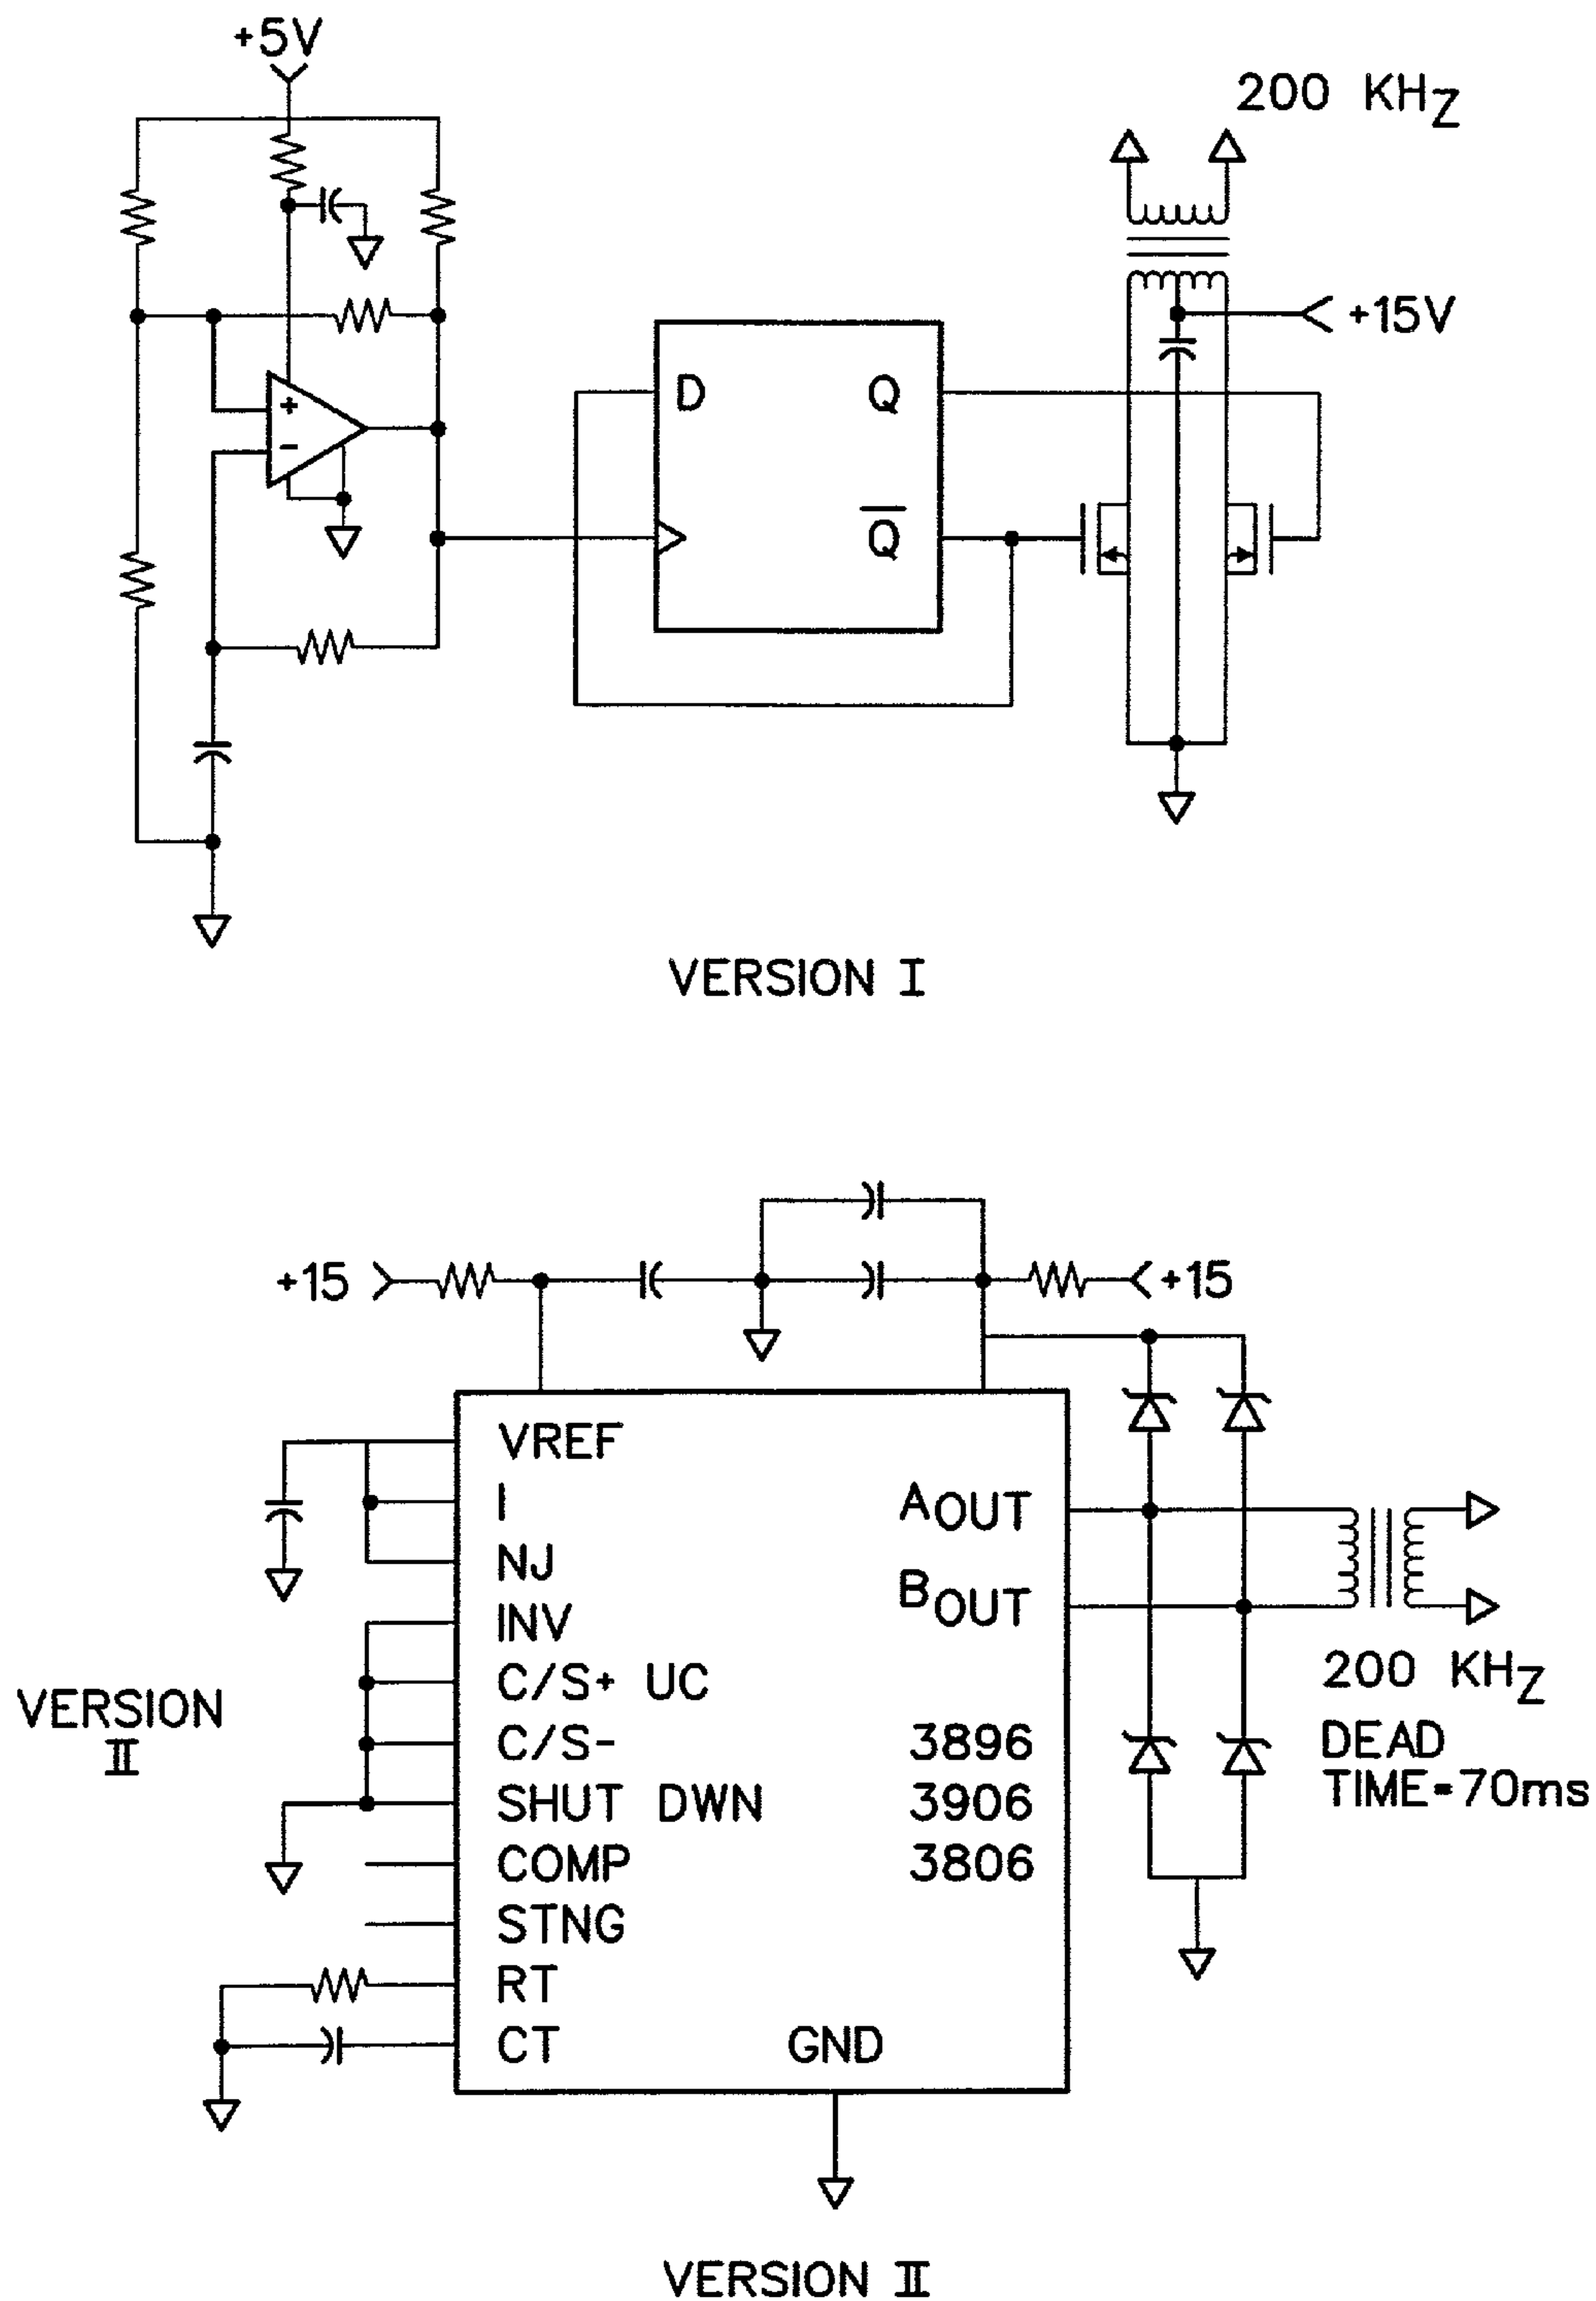 +5V
200 KHZ
+15V
+
-
D
Q
Q̅
VERSION I
+15
+15
VREF
I
NJ
INV
C/S+ UC
C/S-
SHUT DWN
COMP
STNG
RT
CT
GND
AOUT
BOUT
3896
3906
3806
200 KHZ
DEAD
TIME=70ms
VERSION
II
VERSION II